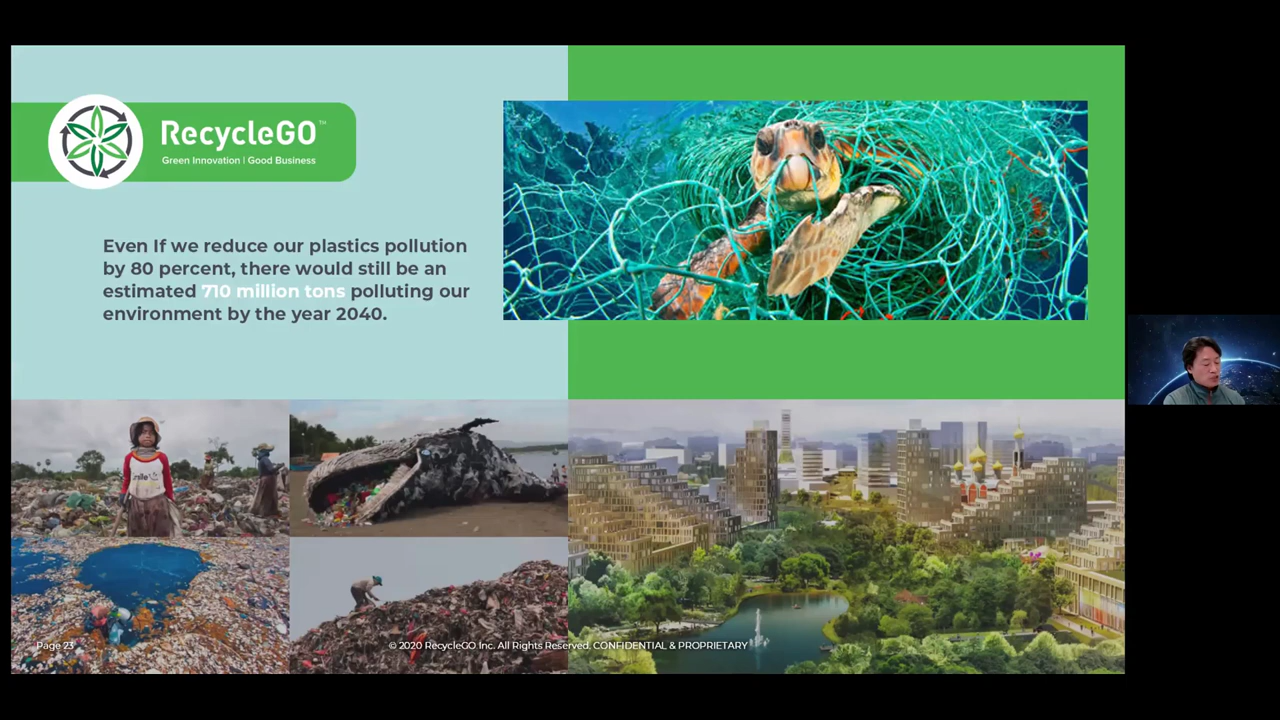 RecycleGO™
Green Innovation | Good Business
Even If we reduce our plastics pollution
by 80 percent, there would still be an
estimated 710 million tons polluting our
environment by the year 2040.
Page 23
© 2020 RecycleGO Inc. All Rights Reserved. CONFIDENTIAL & PROPRIETARY